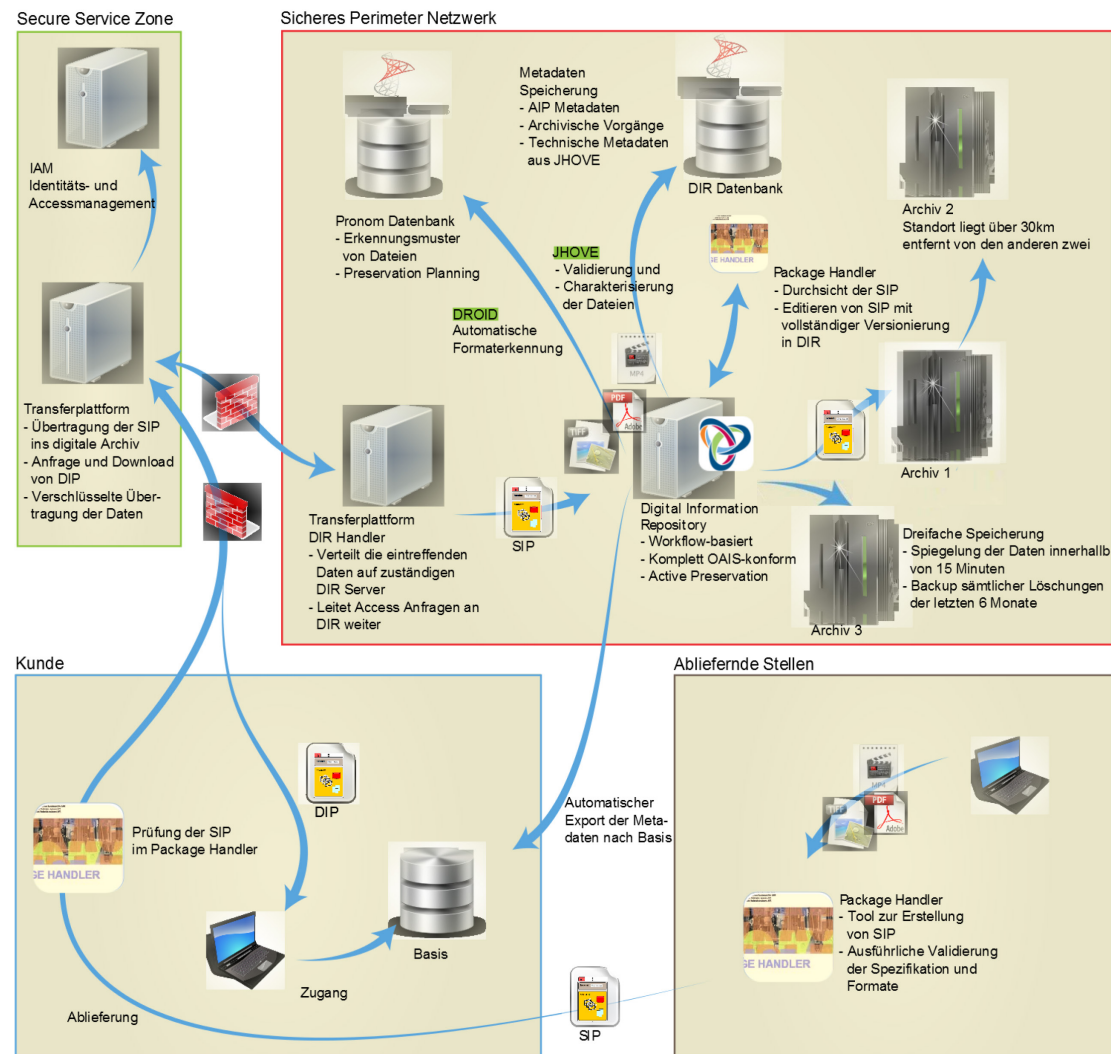 Secure Service Zone
IAM
Identitäts- und
Accessmanagement
Transferplattform
- Übertragung der SIP
ins digitale Archiv
- Anfrage und Download
von DIP
- Verschlüsselte Über-
tragung der Daten
Sicheres Perimeter Netzwerk
Metadaten
Speicherung
- AIP Metadaten
- Archivische Vorgänge
- Technische Metadaten
aus JHOVE
DIR Datenbank
Pronom Datenbank
- Erkennungsmuster
von Dateien
- Preservation Planning
JHOVE
- Validierung und
- Charakterisierung
der Dateien
DROID
Automatische
Formaterkennung
GE HANDLER
Package Handler
- Durchsicht der SIP
- Editieren von SIP mit
vollständiger Versionierung
in DIR
Archiv 2
Standort liegt über 30km
entfernt von den anderen zwei
MP4
PDF
Adobe
TIFF
Archiv 1
SIP
Transferplattform
DIR Handler
- Verteilt die eintreffenden
Daten auf zuständigen
DIR Server
- Leitet Access Anfragen an
DIR weiter
Digital Information
Repository
- Workflow-basiert
- Komplett OAIS-konform
- Active Preservation
Archiv 3
Dreifache Speicherung
- Spiegelung der Daten innerhalb
von 15 Minuten
- Backup sämtlicher Löschungen
der letzten 6 Monate
Kunde
DIP
GE HANDLER
Prüfung der SIP
im Package Handler
Basis
Zugang
Ablieferung
Automatischer
Export der Meta-
daten nach Basis
SIP
Abliefernde Stellen
MP4
PDF
Adobe
TIFF
GE HANDLER
Package Handler
- Tool zur Erstellung
von SIP
- Ausführliche Validierung
der Spezifikation und
Formate